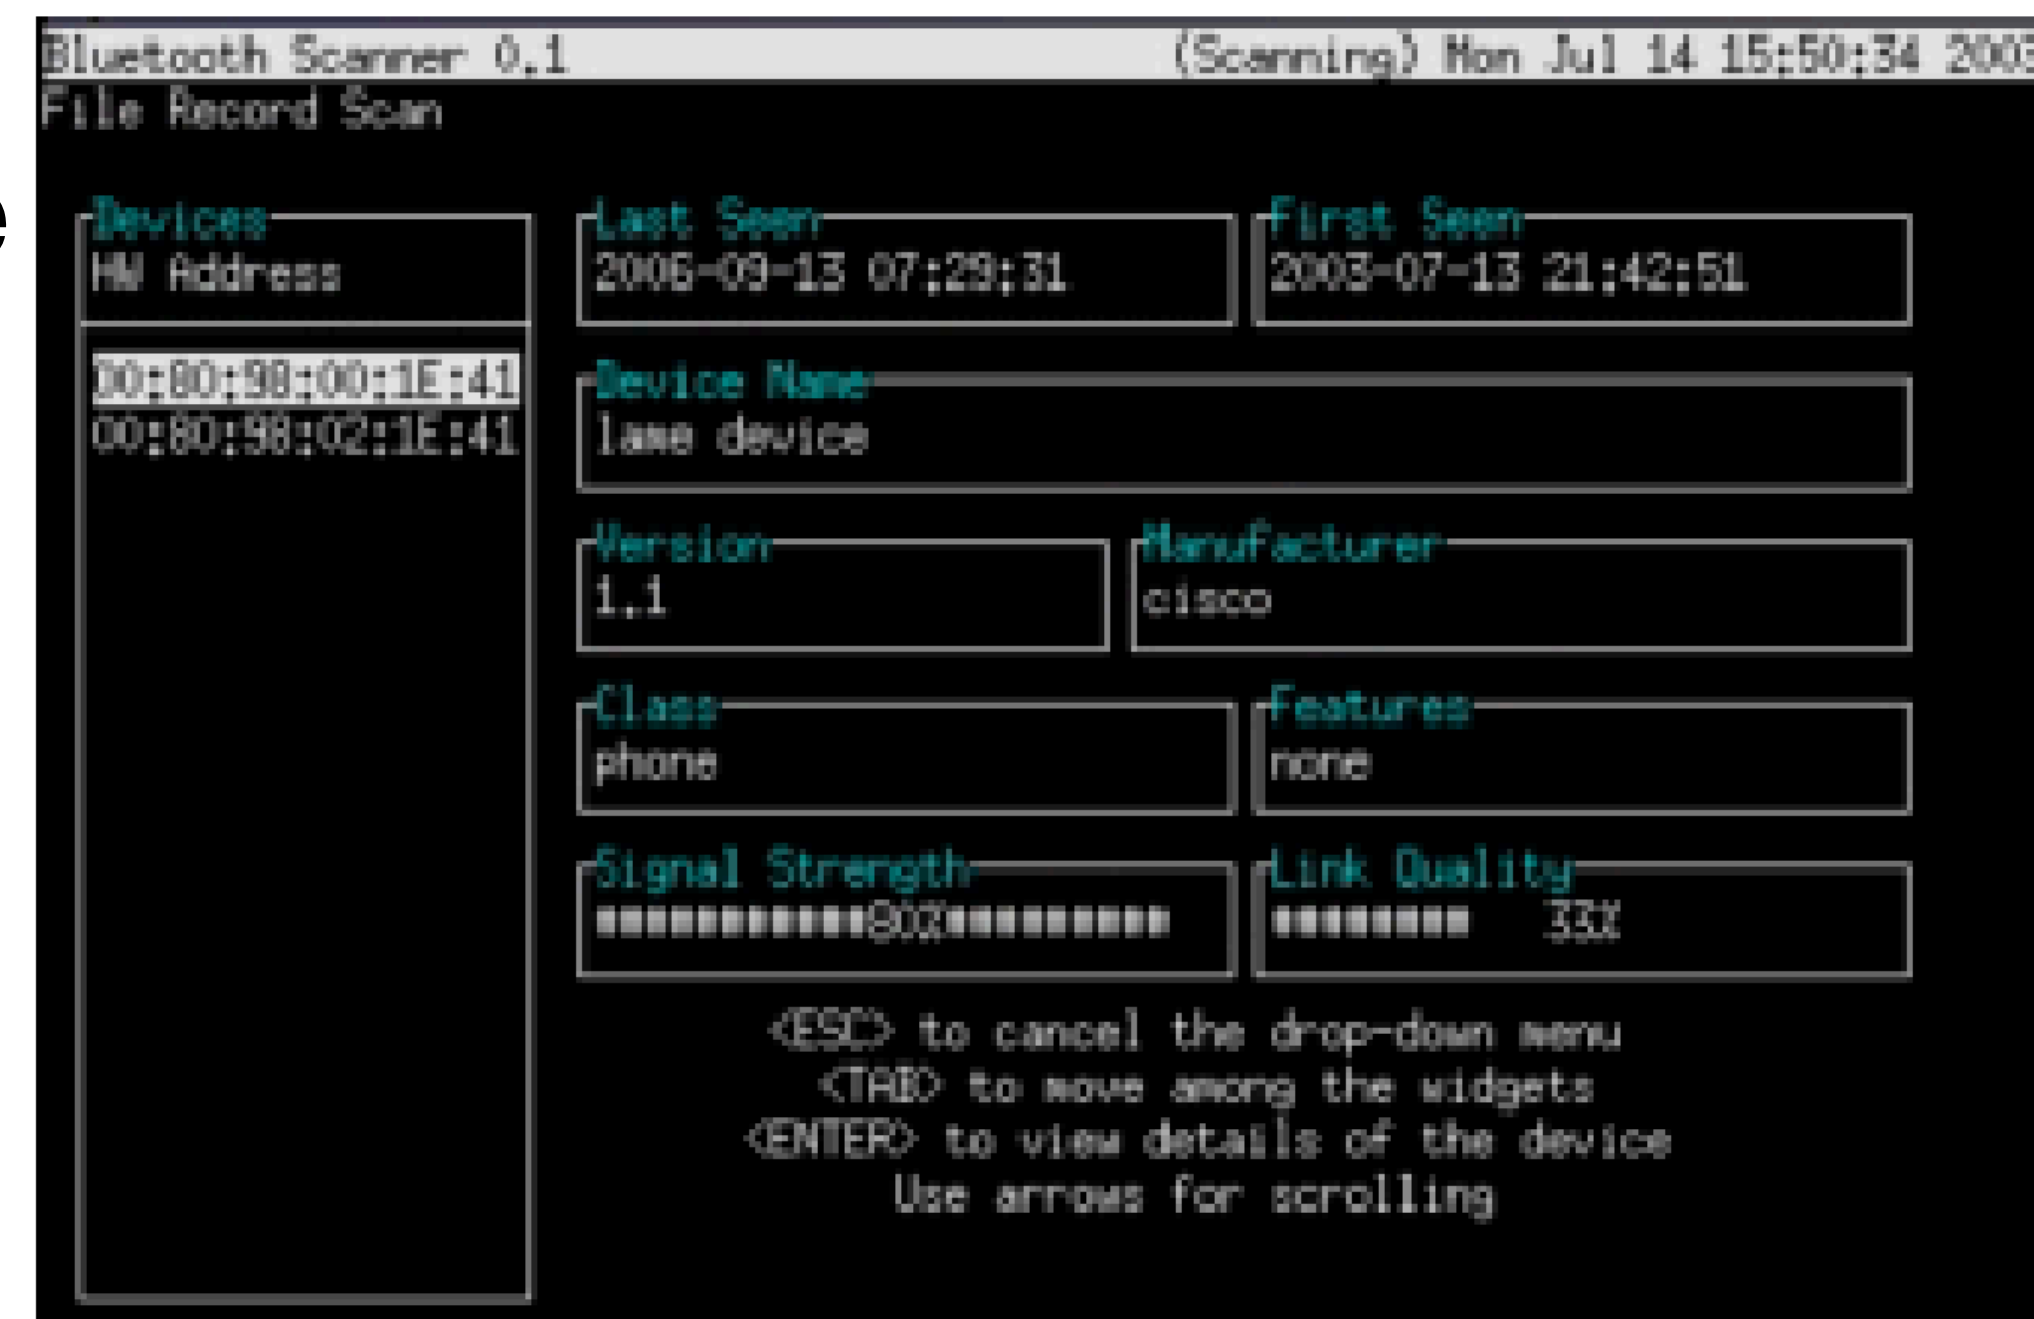 Bluetooth Scanner 0.1 (Scanning) Mon Jul 14 15:50:34 2003
File Record Scan
e
Devices
HW Address
00:80:98:00:1E:41
00:80:98:02:1E:41
Last Seen
2006-09-13 07:29:31
First Seen
2003-07-13 21:42:51
Device Name
lame device
Version
1.1
Manufacturer
cisco
Class
phone
Features
none
Signal Strength
80%
Link Quality
33%
<ESC> to cancel the drop-down menu
<TAB> to move among the widgets
<ENTER> to view details of the device
Use arrows for scrolling